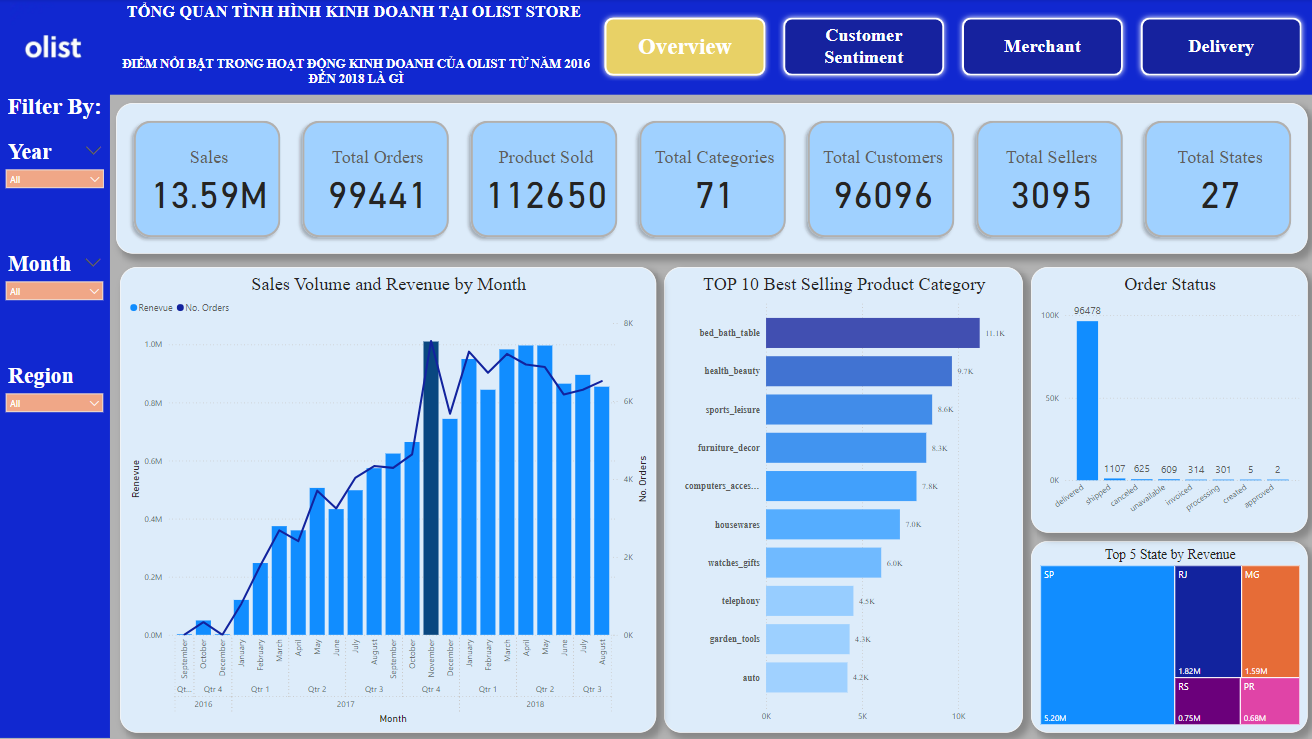 TỔNG QUAN TÌNH HÌNH KINH DOANH TẠI OLIST STORE
olist
ĐIỂM NỔI BẬT TRONG HOẠT ĐỘNG KINH DOANH CỦA OLIST TỪ NĂM 2016
ĐẾN 2018 LÀ GÌ
Overview
Customer
Sentiment
Merchant
Delivery
Filter By:
Year
All
Month
All
Region
All
Sales
13.59M
Total Orders
99441
Product Sold
112650
Total Categories
71
Total Customers
96096
Total Sellers
3095
Total States
27
Sales Volume and Revenue by Month
Renevue No. Orders
Renevue
1.0M
0.8M
0.6M
0.4M
0.2M
0.0M
8K
6K
4K
2K
0K
No. Orders
September
October
December
January
February
March
April
May
June
July
August
September
October
November
December
January
February
March
April
May
June
July
August
Qt... Qtr 4 Qtr 1 Qtr 2 Qtr 3 Qtr 4 Qtr 1 Qtr 2 Qtr 3
2016 2017 2018
Month
TOP 10 Best Selling Product Category
bed_bath_table 11.1K
health_beauty 9.7K
sports_leisure 8.6K
furniture_decor 8.3K
computers_acces... 7.8K
housewares 7.0K
watches_gifts 6.0K
telephony 4.5K
garden_tools 4.3K
auto 4.2K
0K 5K 10K
Order Status
100K
50K
0K
96478
1107
625
609
314
301
5
2
delivered
shipped
canceled
unavailable
invoiced
processing
created
approved
Top 5 State by Revenue
SP
5.20M
RJ
1.82M
MG
1.59M
RS
0.75M
PR
0.68M